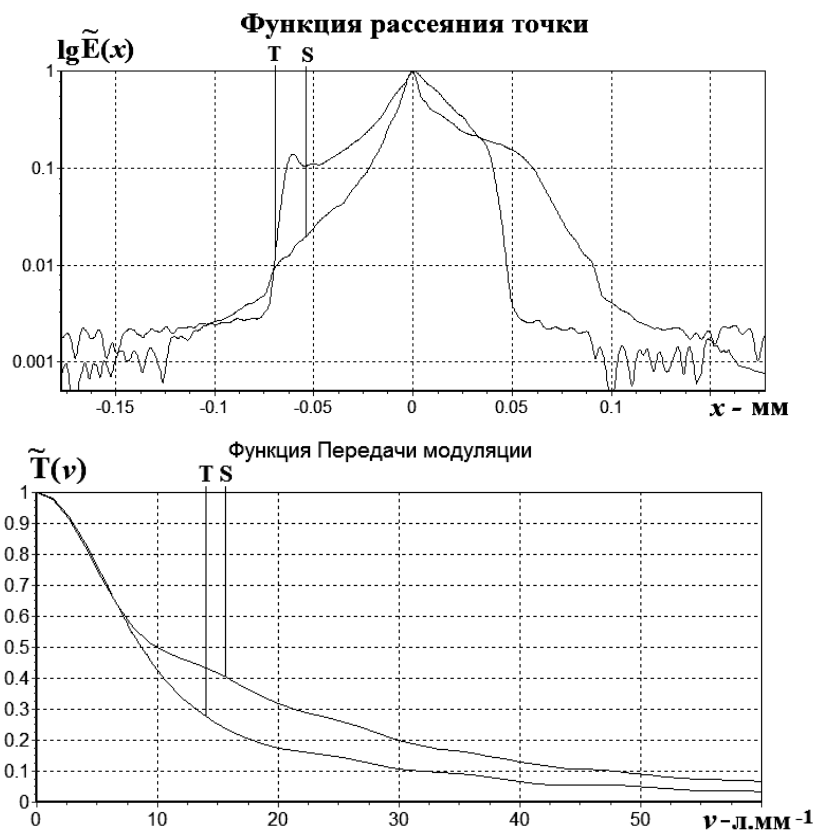 Функция рассеяния точки
lg Ẽ(x)
T S
1
0.1
0.01
0.001
-0.15 -0.1 -0.05 0 0.05 0.1 x - мм
Функция Передачи модуляции
T̃(ν)
T S
1
0.9
0.8
0.7
0.6
0.5
0.4
0.3
0.2
0.1
0
0 10 20 30 40 50 ν-л.мм -1